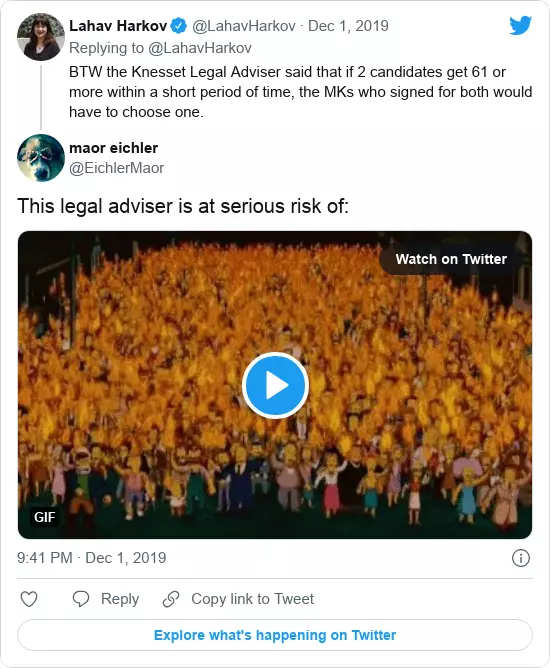 Lahav Harkov @LahavHarkov · Dec 1, 2019
Replying to @LahavHarkov
BTW the Knesset Legal Adviser said that if 2 candidates get 61 or
more within a short period of time, the MKs who signed for both would
have to choose one.
maor eichler
@EichlerMaor
This legal adviser is at serious risk of:
Watch on Twitter
GIF
9:41 PM · Dec 1, 2019
Reply Copy link to Tweet
Explore what's happening on Twitter